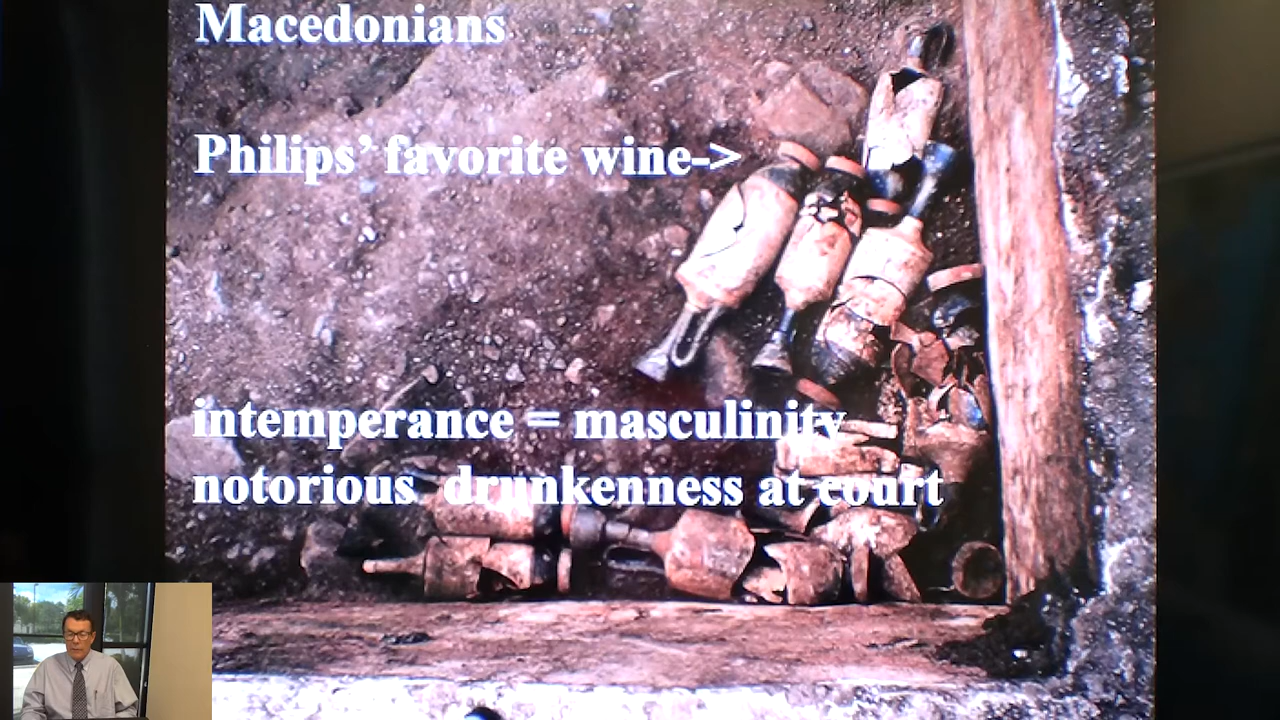 Macedonians
Philips’ favorite wine->
intemperance = masculinity
notorious drunkenness at court